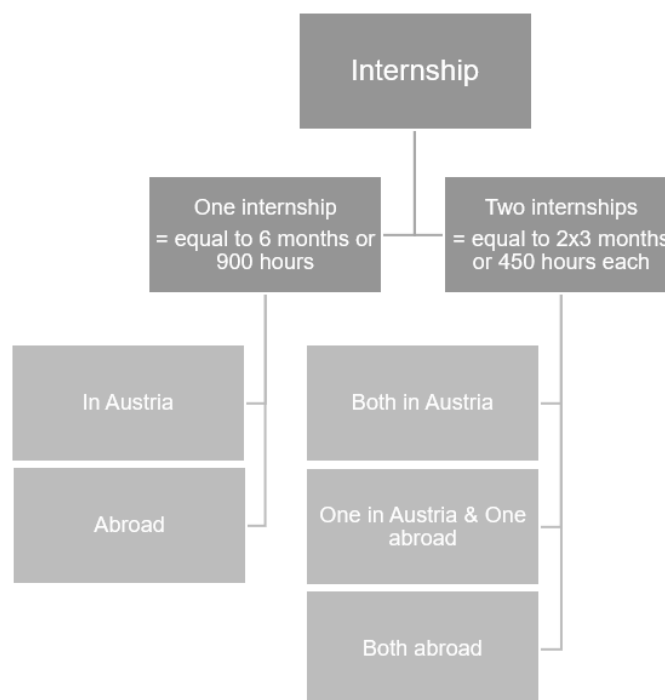 Internship
One internship
= equal to 6 months or
900 hours
Two internships
= equal to 2x3 months
or 450 hours each
In Austria
Abroad
Both in Austria
One in Austria & One
abroad
Both abroad